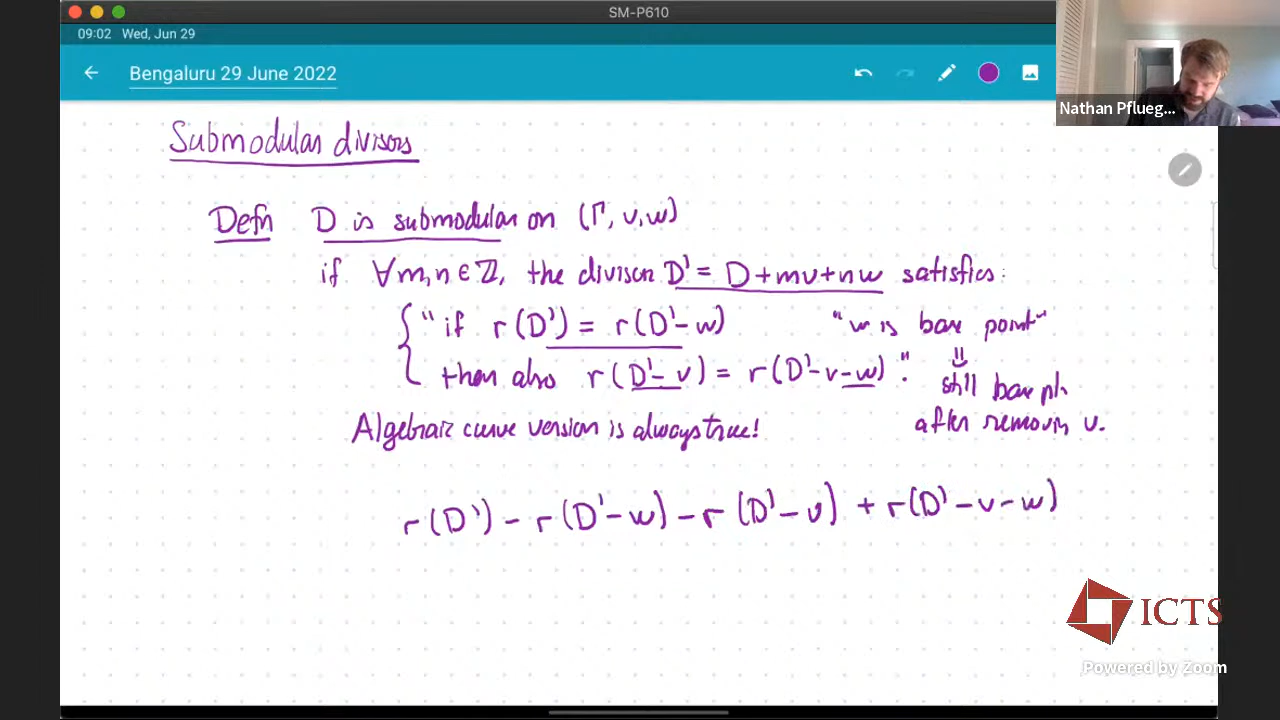 SM-P610
09:02 Wed, Jun 29
Bengaluru 29 June 2022
Nathan Pflueg...
Submodular divisors
Defn D is submodular on (Γ, v, w)
if ∀m, n ∈ ℤ, the divisor D' = D + mv + nw satisfies:
"if r(D') = r(D' - w) "w is base point"
then also r(D' - v) = r(D' - v - w)". ⇓
still base pt.
after removing v.
Algebraic curve version is always true!
r(D') - r(D' - w) - r(D' - v) + r(D' - v - w)
ICTS
Powered by Zoom